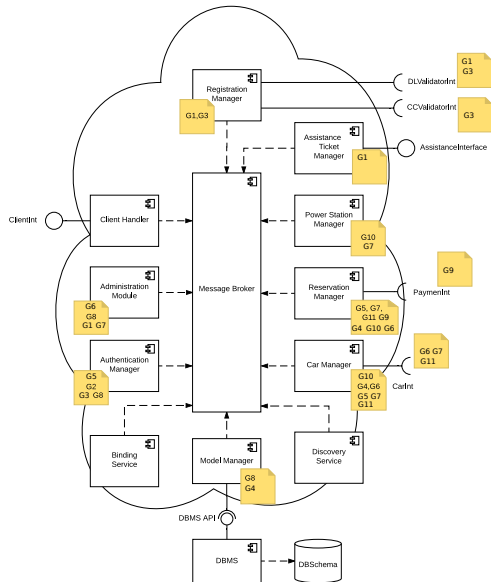 G1
G3
Registration
Manager
DLValidatorInt
G1,G3
CCValidatorInt
G3
Assistance
Ticket
Manager
AssistanceInterface
G1
ClientInt
Client Handler
Power Station
Manager
G10
G7
Message Broker
G9
Administration
Module
Reservation
Manager
PaymenInt
G6
G8
G1 G7
G5, G7,
G11 G9
G4 G10 G6
Authentication
Manager
Car Manager
G6 G7
G11
CarInt
G5
G2
G3 G8
G10
G4,G6
G5 G7
G11
Binding
Service
Model Manager
Discovery
Service
G8
G4
DBMS API
DBMS
DBSchema